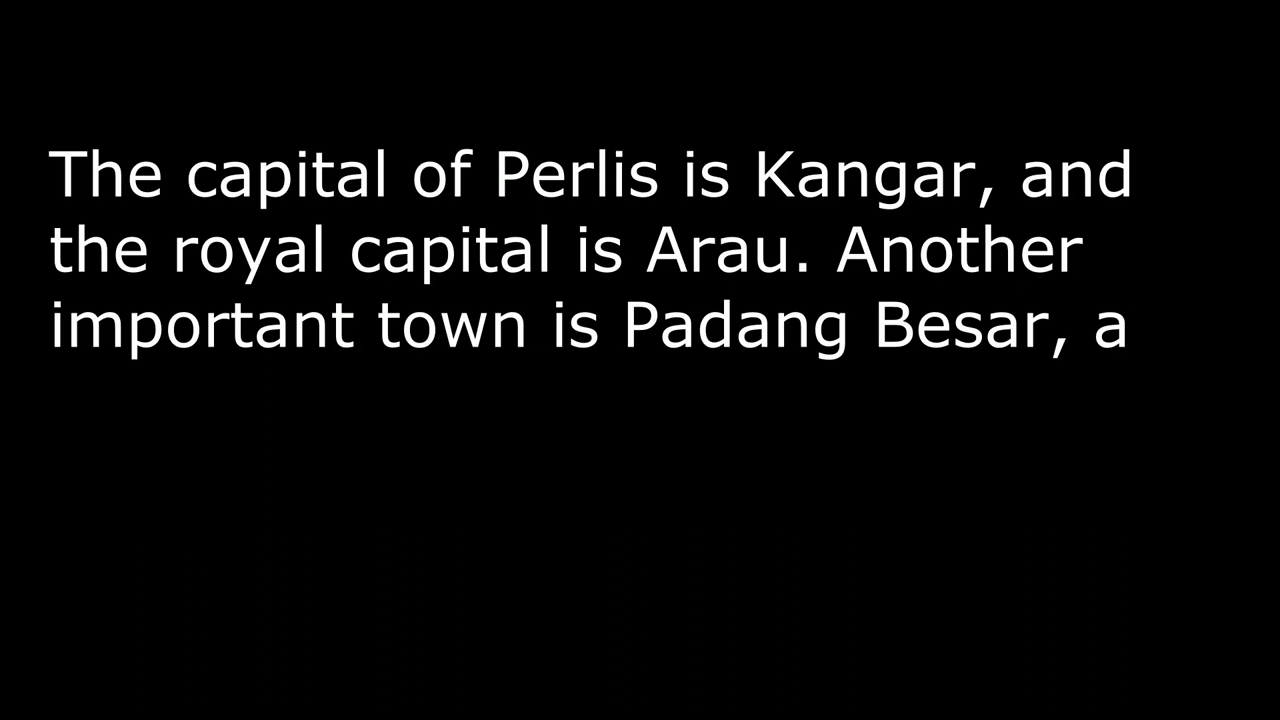 The capital of Perlis is Kangar, and
the royal capital is Arau. Another
important town is Padang Besar, a